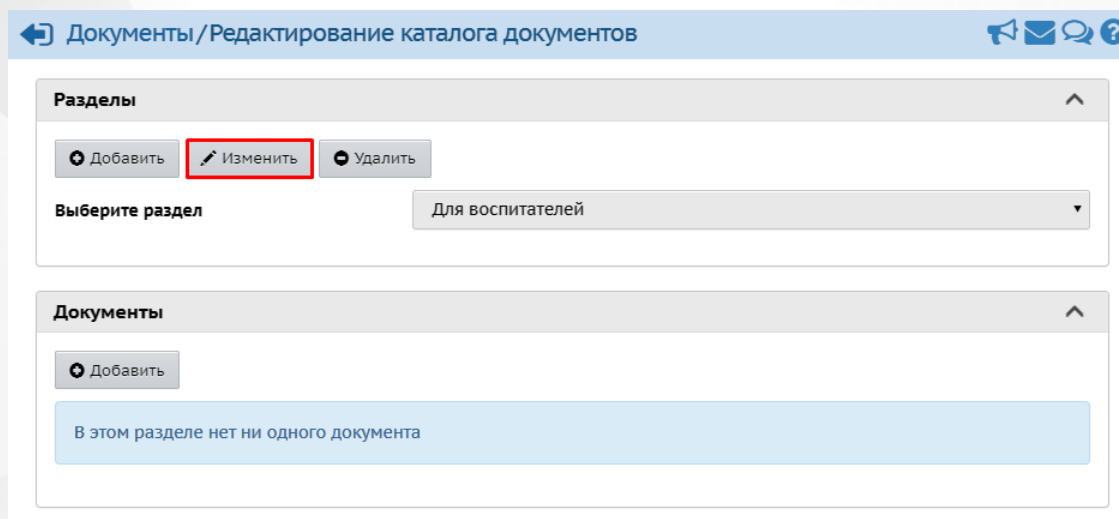 Документы/Редактирование каталога документов
Разделы
Добавить Изменить Удалить
Выберите раздел Для воспитателей
Документы
Добавить
В этом разделе нет ни одного документа